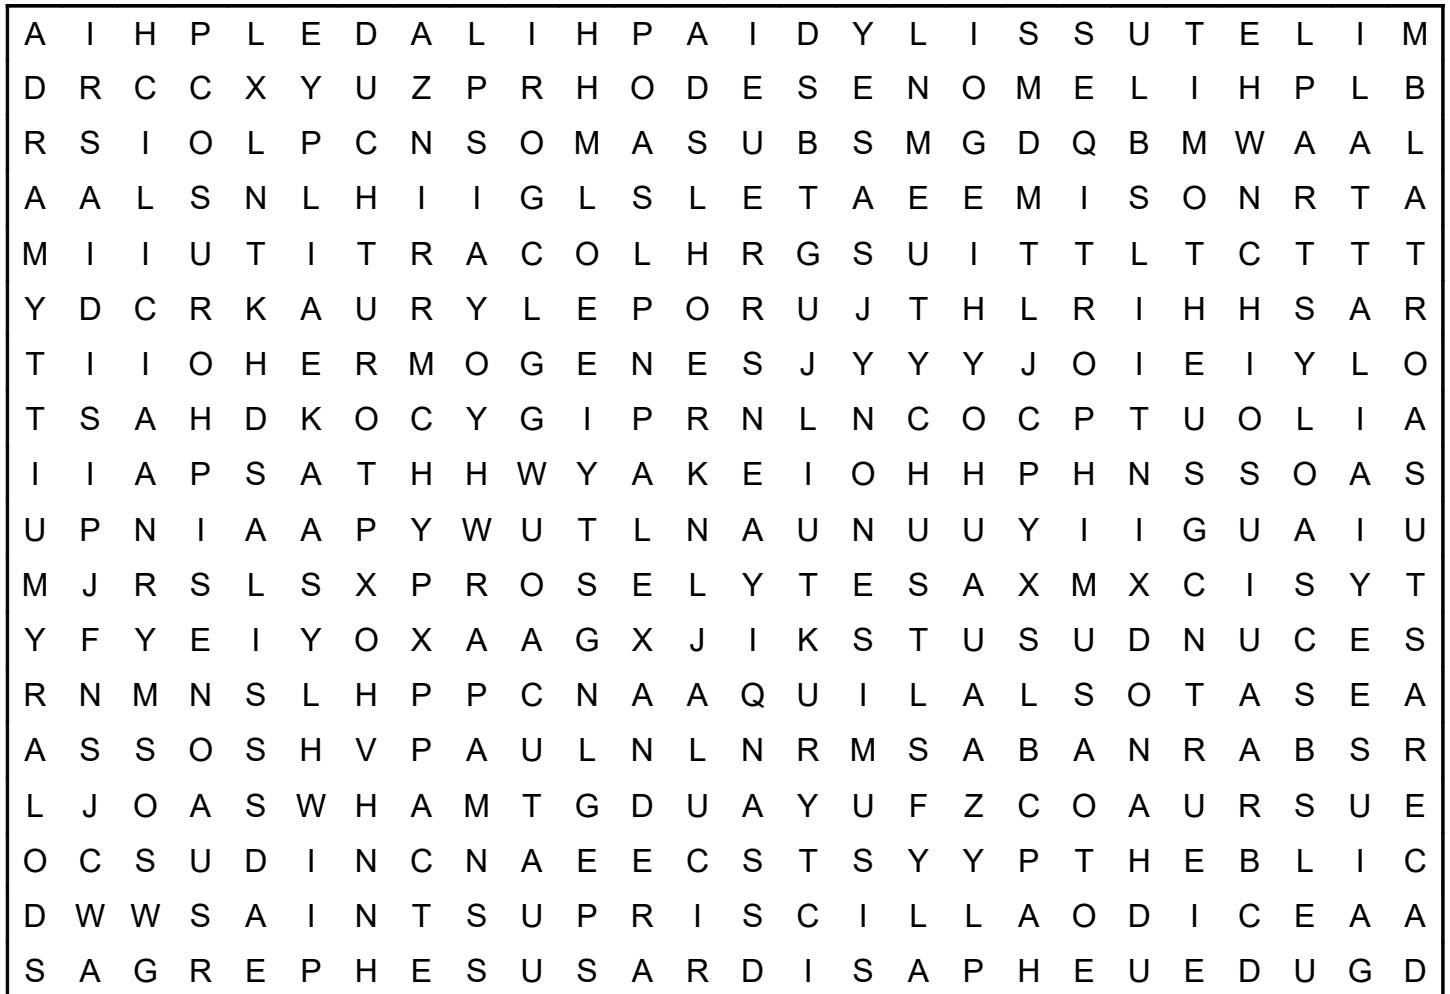 A I H P L E D A L I H P A I D Y L I S S U T E L I M
D R C C X Y U Z P R H O D E S E N O M E L I H P L B
R S I O L P C N S O M A S U B S M G D Q B M W A A L
A A L S N L H I I G L S L E T A E E M I S O N R T A
M I I U T I T R A C O L H R G S U I T T L T C T T T
Y D C R K A U R Y L E P O R U J T H L R I H H S A R
T I I O H E R M O G E N E S J Y Y Y J O I E I Y L O
T S A H D K O C Y G I P R N L N C O C P T U O L I A
I I A P S A T H H W Y A K E I O H H P H N S S O A S
U P N I A A P Y W U T L N A U N U U Y I I G U A I U
M J R S L S X P R O S E L Y T E S A X M X C I S Y T
Y F Y E I Y O X A A G X J I K S T U S U D N U C E S
R N M N S L H P P C N A A Q U I L A L S O T A S E A
A S S O S H V P A U L N L N R M S A B A N R A B S R
L J O A S W H A M T G D U A Y U F Z C O A U R S U E
O C S U D I N C N A E E C S T S Y Y P T H E B L I C
D W W S A I N T S U P R I S C I L L A O D I C E A A
S A G R E P H E S U S A R D I S A P H E U E D U G D